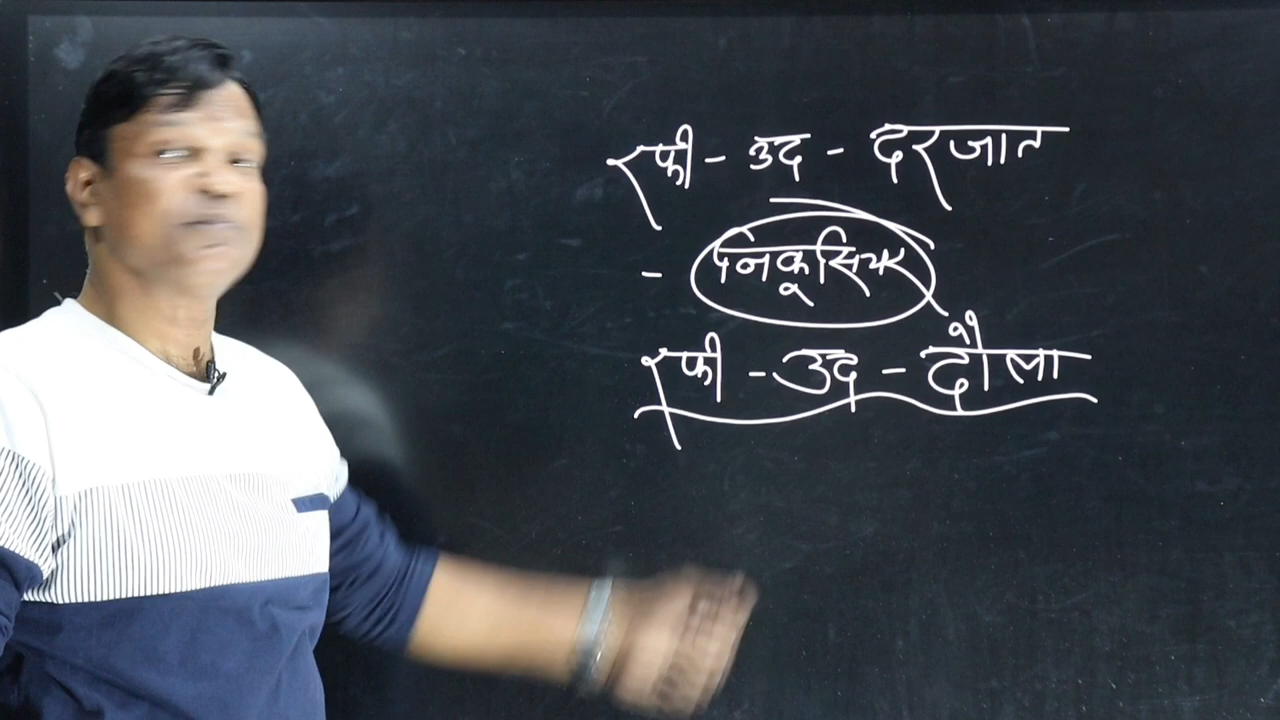 रफी - उद - दरजात
- निकूसियर
रफी - उद - दौला